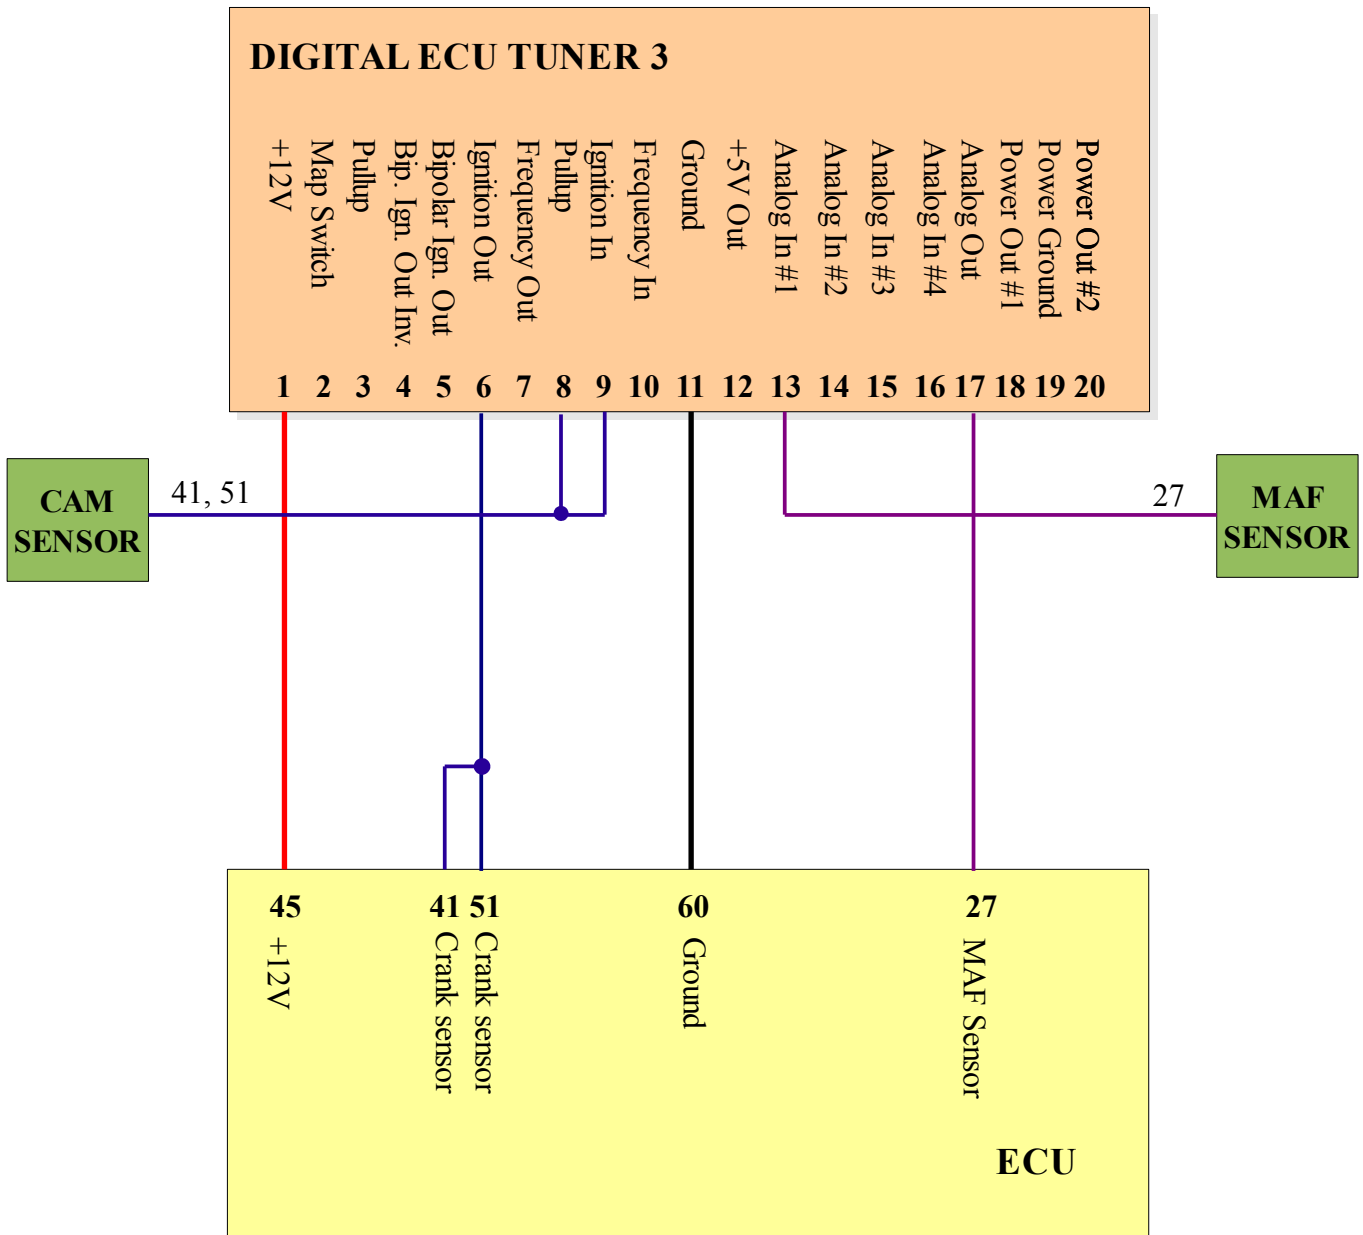 DIGITAL ECU TUNER 3
+12V
Map Switch
Pullup
Bip. Ign. Out Inv.
Bipolar Ign. Out
Ignition Out
Frequency Out
Pullup
Ignition In
Frequency In
Ground
+5V Out
Analog In #1
Analog In #2
Analog In #3
Analog In #4
Analog Out
Power Out #1
Power Ground
Power Out #2
1 2 3 4 5 6 7 8 9 10 11 12 13 14 15 16 17 18 19 20
CAM
SENSOR
41, 51
27
MAF
SENSOR
45 41 51 60 27
+12V
Crank sensor
Crank sensor
Ground
MAF Sensor
ECU